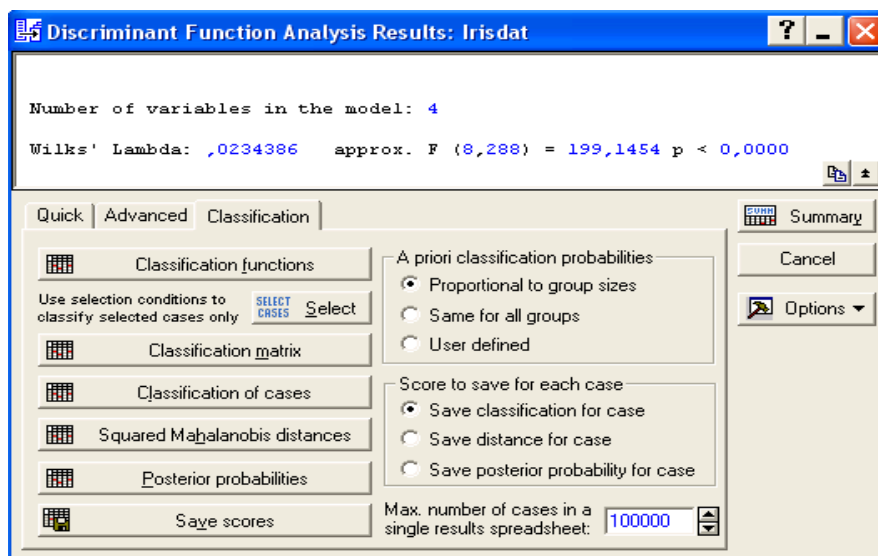 Discriminant Function Analysis Results: Irisdat
Number of variables in the model: 4
Wilks' Lambda: ,0234386 approx. F (8,288) = 199,1454 p < 0,0000
Quick Advanced Classification
Classification functions
Use selection conditions to
classify selected cases only
SELECT
CASES
Select
Classification matrix
Classification of cases
Squared Mahalanobis distances
Posterior probabilities
Save scores
A priori classification probabilities
Proportional to group sizes
Same for all groups
User defined
Score to save for each case
Save classification for case
Save distance for case
Save posterior probability for case
Max. number of cases in a
single results spreadsheet:
100000
SUMM
Summary
Cancel
Options